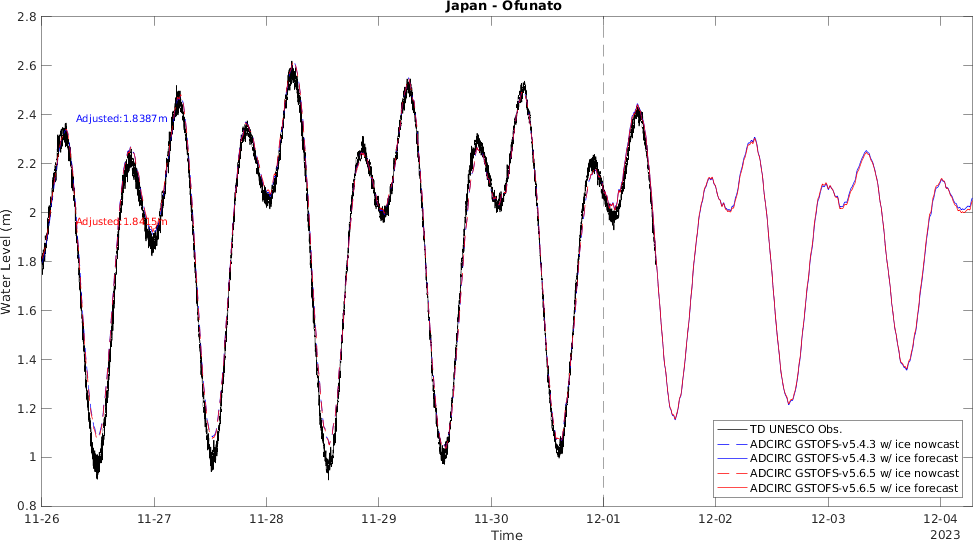 Japan - Ofunato
2.8
2.6
2.4
2.2
2
1.8
1.6
1.4
1.2
1
0.8
Water Level (m)
Adjusted:1.8387m
Adjusted:1.8415m
TD UNESCO Obs.
ADCIRC GSTOFS-v5.4.3 w/ ice nowcast
ADCIRC GSTOFS-v5.4.3 w/ ice forecast
ADCIRC GSTOFS-v5.6.5 w/ ice nowcast
ADCIRC GSTOFS-v5.6.5 w/ ice forecast
11-26 11-27 11-28 11-29 11-30 12-01 12-02 12-03 12-04
Time
2023